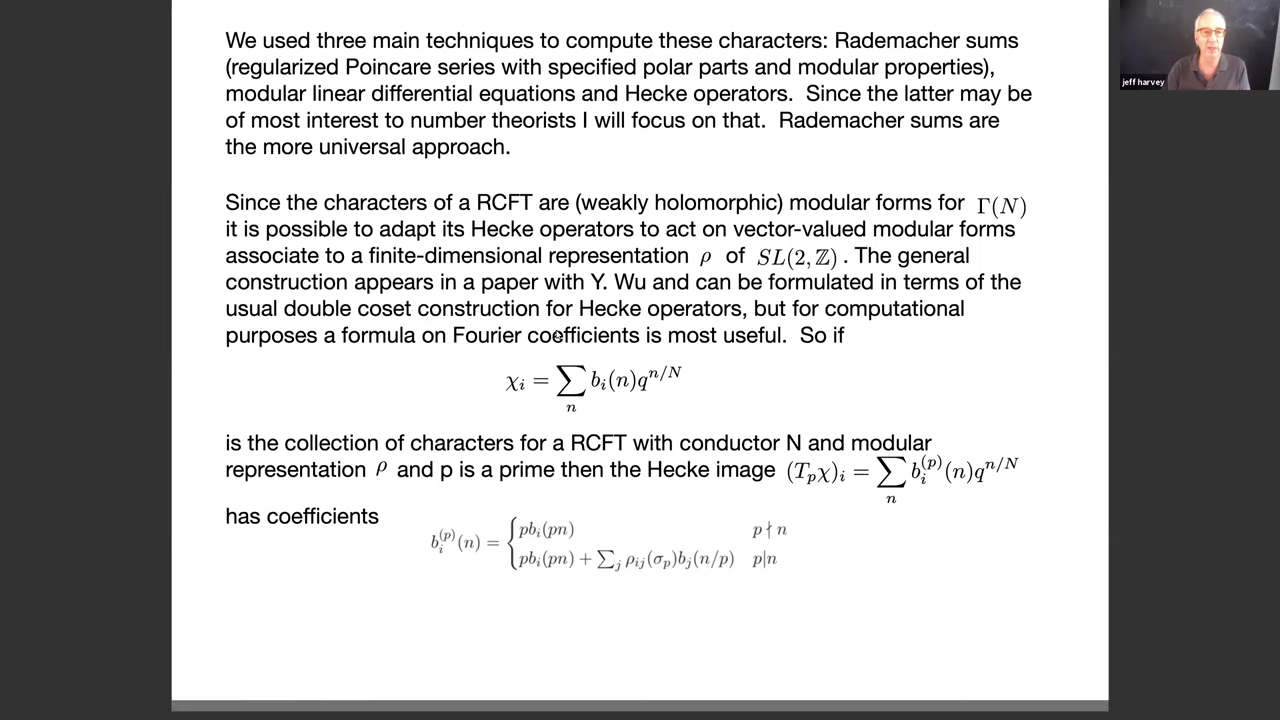 We used three main techniques to compute these characters: Rademacher sums
(regularized Poincare series with specified polar parts and modular properties),
modular linear differential equations and Hecke operators.  Since the latter may be
of most interest to number theorists I will focus on that.  Rademacher sums are
the more universal approach.
Since the characters of a RCFT are (weakly holomorphic) modular forms for Γ(N)
it is possible to adapt its Hecke operators to act on vector-valued modular forms
associate to a finite-dimensional representation ρ of SL(2,ℤ). The general
construction appears in a paper with Y. Wu and can be formulated in terms of the
usual double coset construction for Hecke operators, but for computational
purposes a formula on Fourier coefficients is most useful.  So if
χ_i = ∑_n b_i(n)q^{n/N}
is the collection of characters for a RCFT with conductor N and modular
representation ρ and p is a prime then the Hecke image (T_pχ)_i = ∑_n b_i^{(p)}(n)q^{n/N}
has coefficients
b_i^{(p)}(n) = { pb_i(pn)   p ∤ n
pb_i(pn) + ∑_j ρ_{ij}(σ_p)b_j(n/p)   p|n
jeff harvey